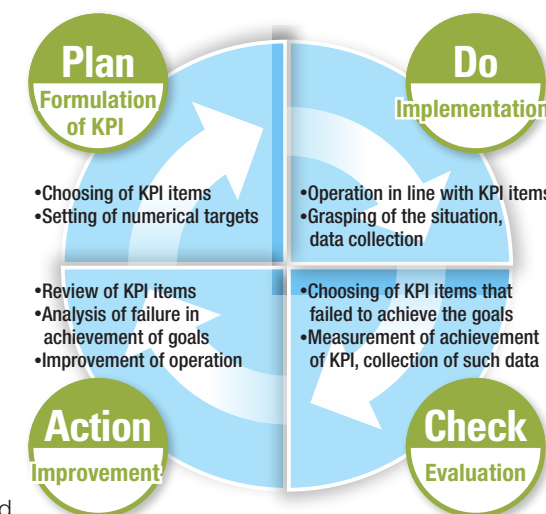 Plan
Formulation
of KPI
•Choosing of KPI items
•Setting of numerical targets
Do
Implementation
•Operation in line with KPI items
•Grasping of the situation,
data collection
•Review of KPI items
•Analysis of failure in
achievement of goals
•Improvement of operation
Action
Improvement
•Choosing of KPI items that
failed to achieve the goals
•Measurement of achievement
of KPI, collection of such data
Check
Evaluation